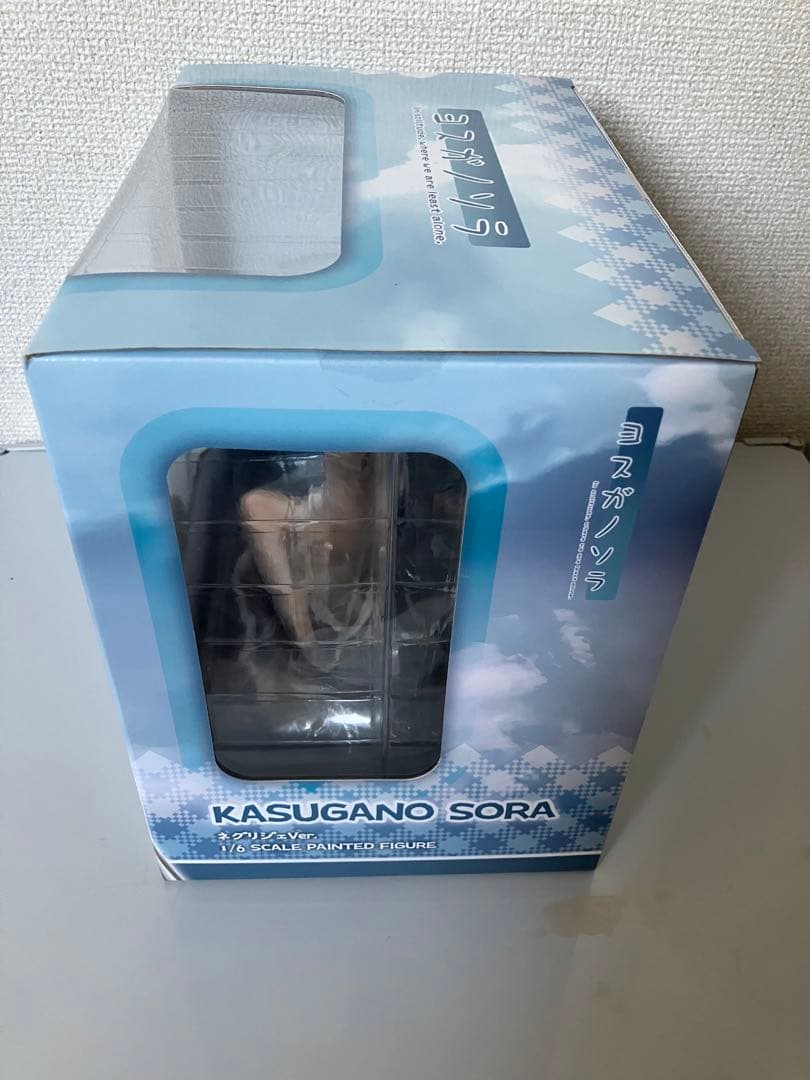 ヨスガノソラ
In solitude, where we are least alone.
ヨスガノソラ
KASUGANO SORA
ネグリジェVer.
1/6 SCALE PAINTED FIGURE